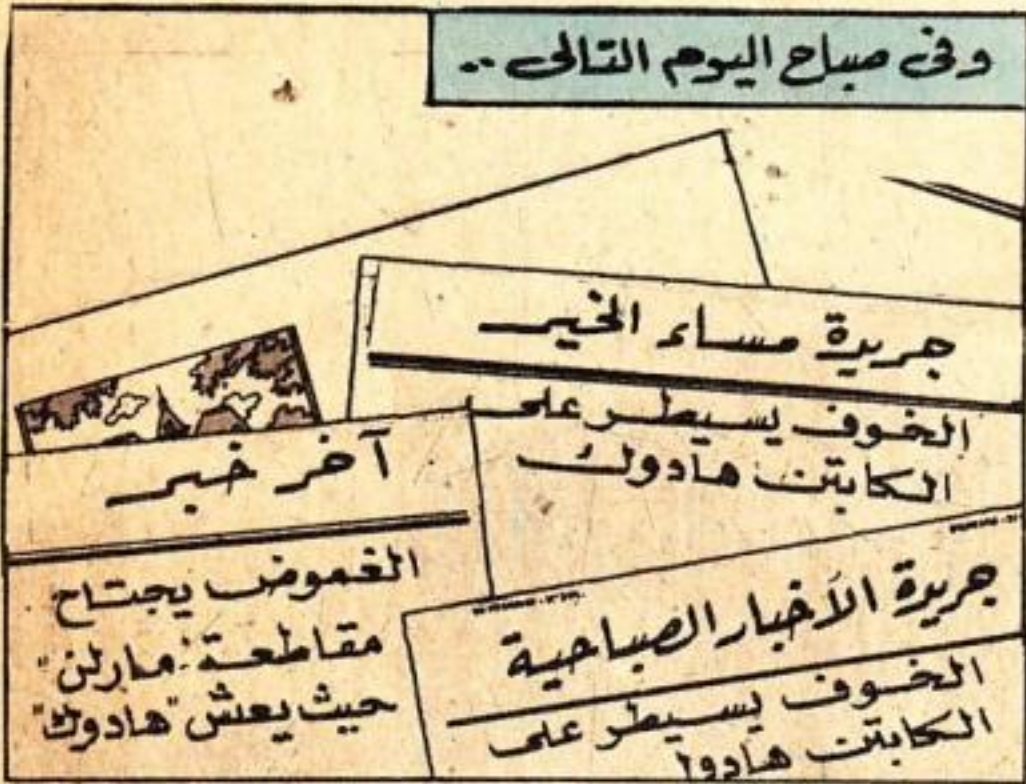 وفى صباح اليوم التالى ..
جريدة مساء الخير
الخوف يسيطر على
الكابتن هادوك
آخر خبر
الغموض يجتاح
مقاطعة "مارلن"
حيث يعش "هادوك"
جريدة الأخبار الصباحية
الخوف يسيطر على
الكابتن هادوا